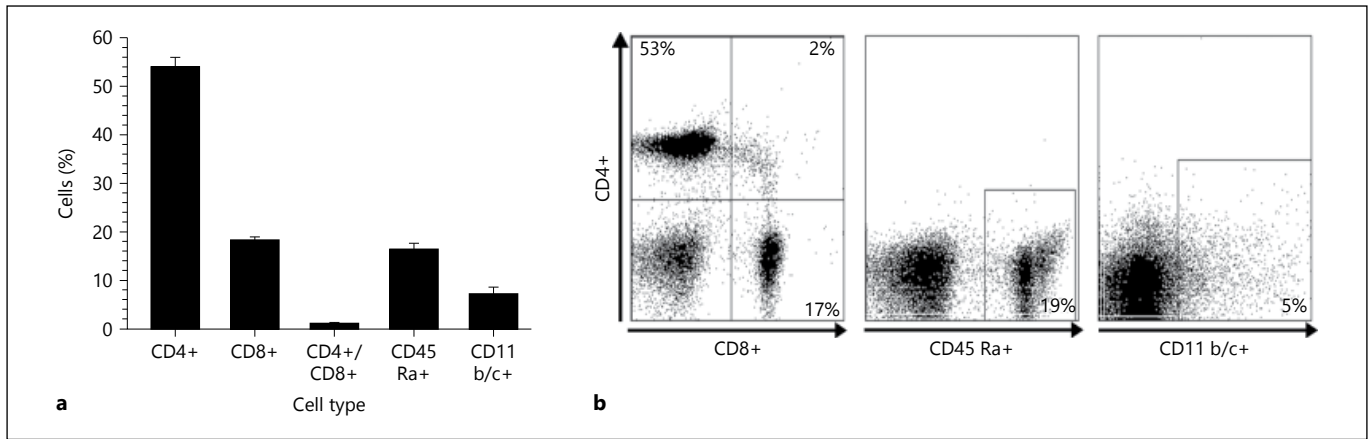 60
50
40
30
20
10
0
Cells (%)
CD4+
CD8+
CD4+/
CD8+
CD45
Ra+
CD11
b/c+
Cell type
a
53%
2%
17%
CD4+
CD8+
19%
CD45 Ra+
5%
CD11 b/c+
b